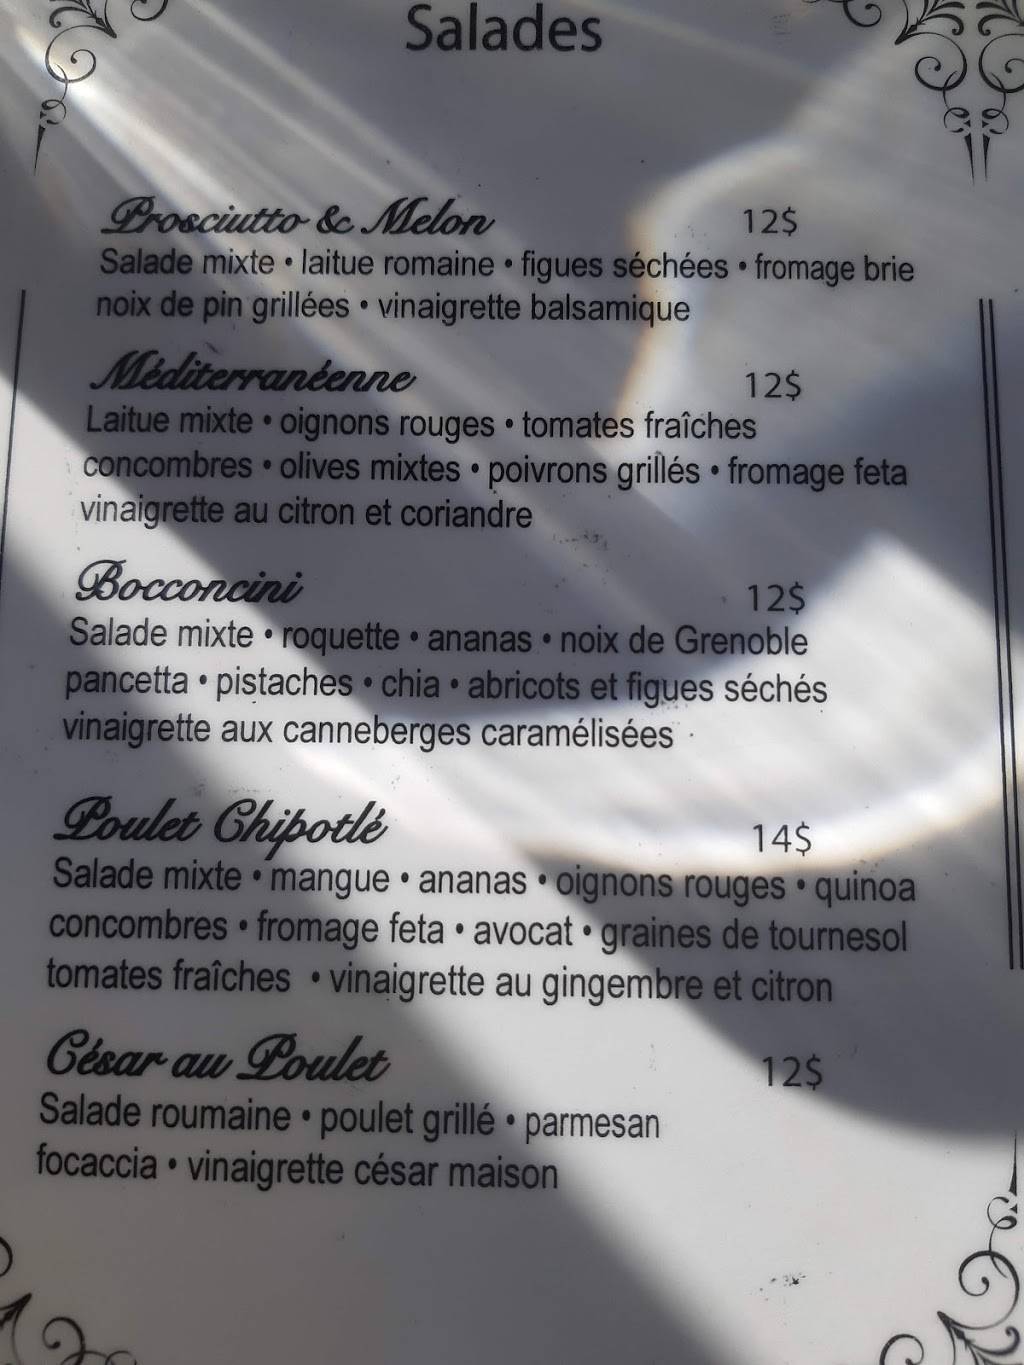 Salades
Prosciutto & Melon 12$
Salade mixte • laitue romaine • figues séchées • fromage brie
noix de pin grillées • vinaigrette balsamique
Méditerranéenne 12$
Laitue mixte • oignons rouges • tomates fraîches
concombres • olives mixtes • poivrons grillés • fromage feta
vinaigrette au citron et coriandre
Bocconcini 12$
Salade mixte • roquette • ananas • noix de Grenoble
pancetta • pistaches • chia • abricots et figues séchés
vinaigrette aux canneberges caramélisées
Poulet Chipotlé 14$
Salade mixte • mangue • ananas • oignons rouges • quinoa
concombres • fromage feta • avocat • graines de tournesol
tomates fraîches • vinaigrette au gingembre et citron
César au Poulet 12$
Salade roumaine • poulet grillé • parmesan
focaccia • vinaigrette césar maison